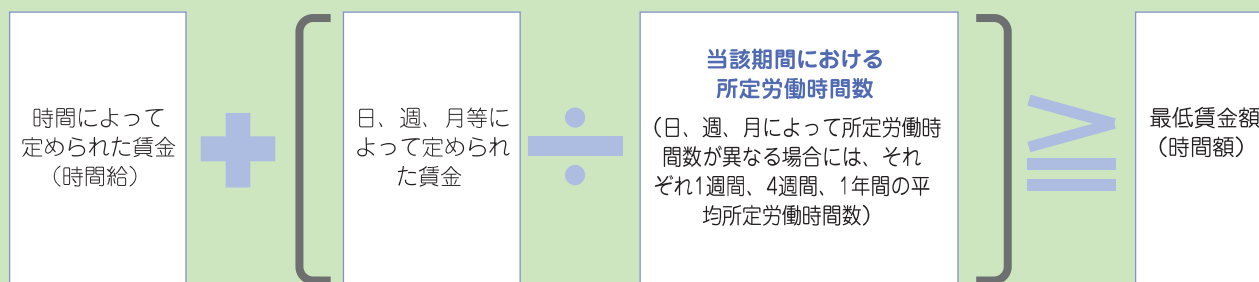 時間によって
定められた賃金
（時間給）
＋
日、週、月等に
よって定められ
た賃金
÷
当該期間における
所定労働時間数
（日、週、月によって所定労働時
間数が異なる場合には、それ
ぞれ1週間、4週間、1年間の平
均所定労働時間数）
≧
最低賃金額
（時間額）